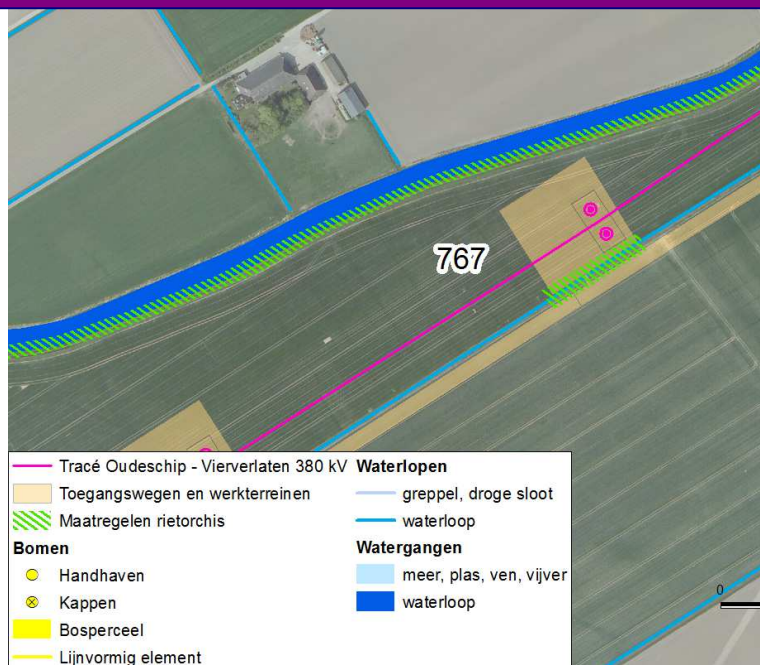 767
Tracé Oudeschip - Vierverlaten 380 kV
Toegangswegen en werkterreinen
Maatregelen rietorchis
Bomen
Handhaven
Kappen
Bosperceel
Lijnvormig element
Waterlopen
greppel, droge sloot
waterloop
Watergangen
meer, plas, ven, vijver
waterloop
0